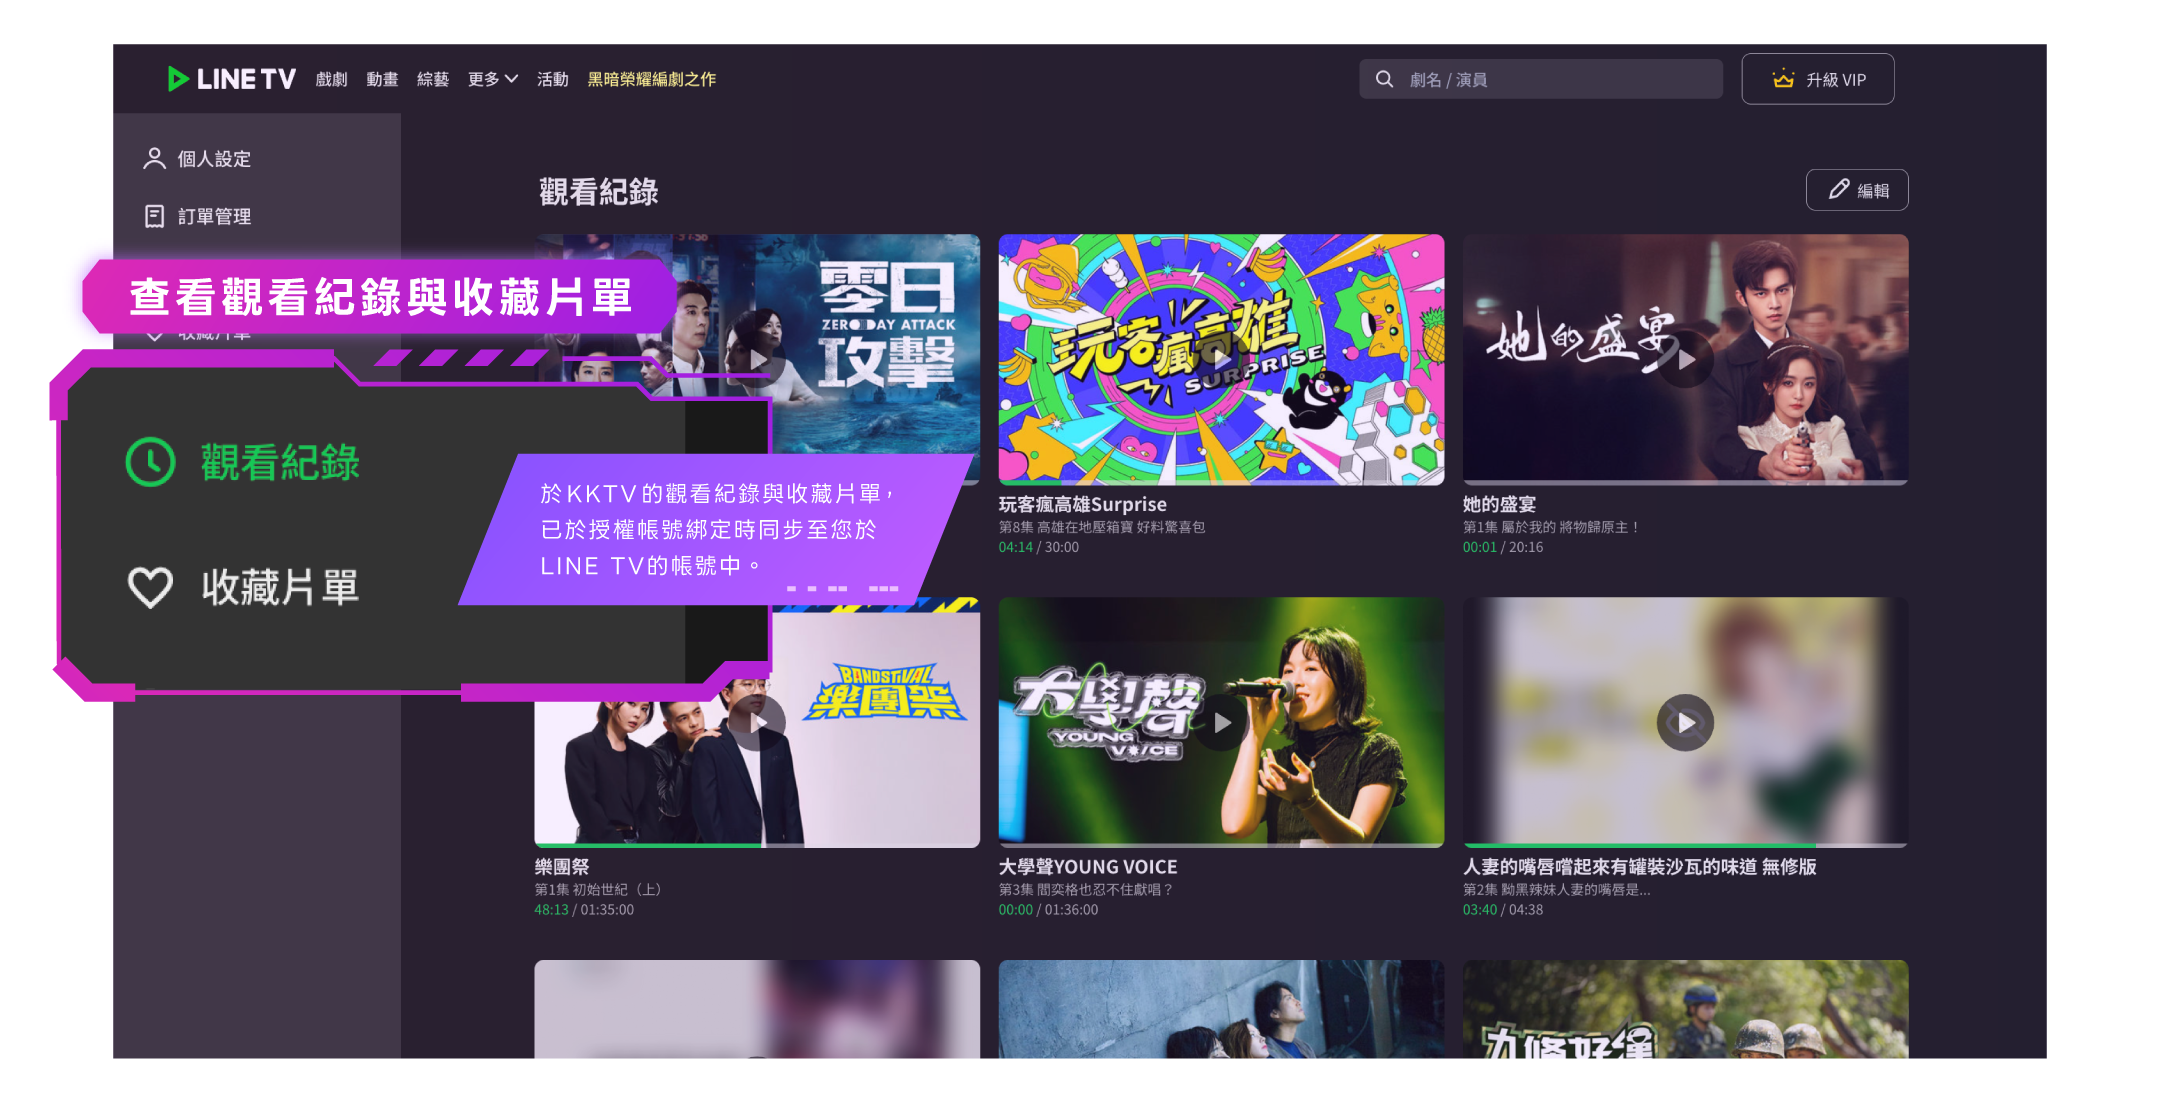 LINE TV 戲劇 動畫 綜藝 更多 活動 黑暗榮耀編劇之作 劇名 / 演員 升級 VIP
個人設定
訂單管理
查看觀看紀錄與收藏片單
收藏片單
觀看紀錄
收藏片單
於KKTV的觀看紀錄與收藏片單，
已於授權帳號綁定時同步至您於
LINE TV的帳號中。
觀看紀錄
編輯
零日
ZERO DAY ATTACK
攻擊
玩客瘋高雄
SURPRISE
她的盛宴
玩客瘋高雄Surprise
第8集 高雄在地壓箱寶 好料驚喜包
04:14 / 30:00
她的盛宴
第1集 屬於我的 將物歸原主！
00:01 / 20:16
BANDSTIVAL
樂團祭
大學聲
YOUNG
VOICE
樂團祭
第1集 初始世紀（上）
48:13 / 01:35:00
大學聲YOUNG VOICE
第3集 閻奕格也忍不住獻唱？
00:00 / 01:36:00
人妻的嘴唇嚐起來有罐裝沙瓦的味道 無修版
第2集 黝黑辣妹人妻的嘴唇是...
03:40 / 04:38